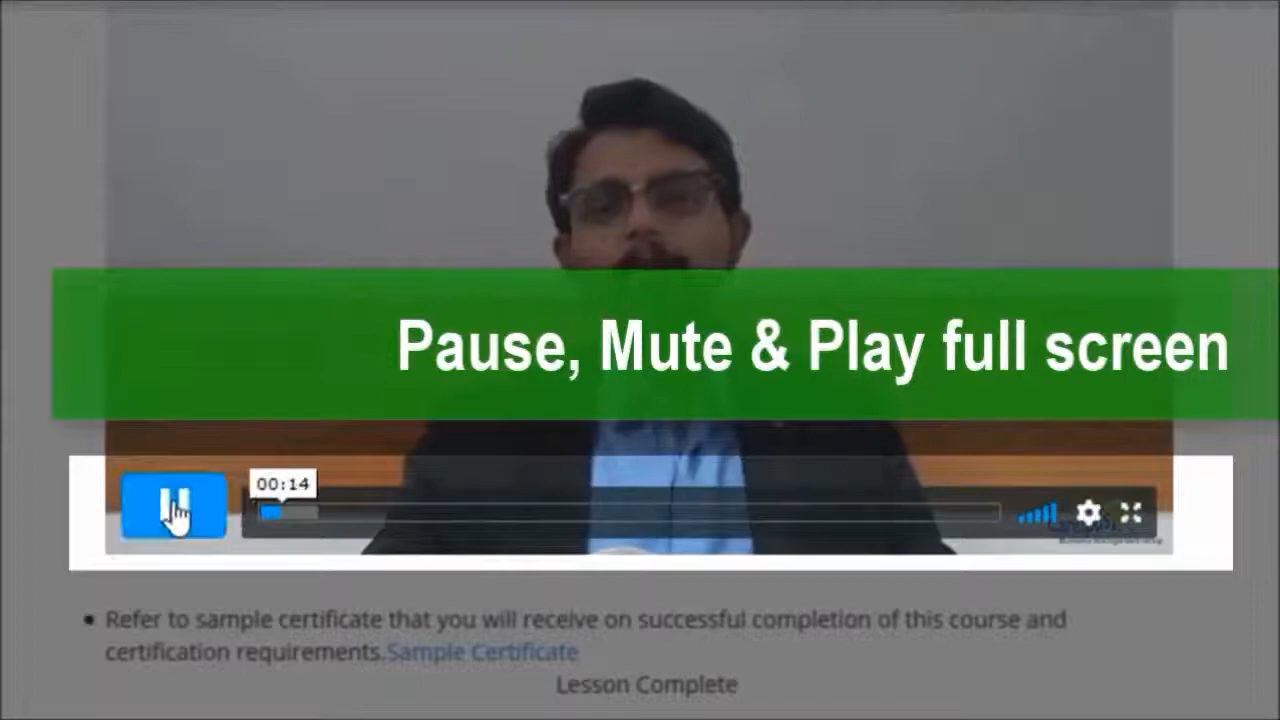 Pause, Mute & Play full screen
00:14
• Refer to sample certificate that you will receive on successful completion of this course and
certification requirements.Sample Certificate
Lesson Complete